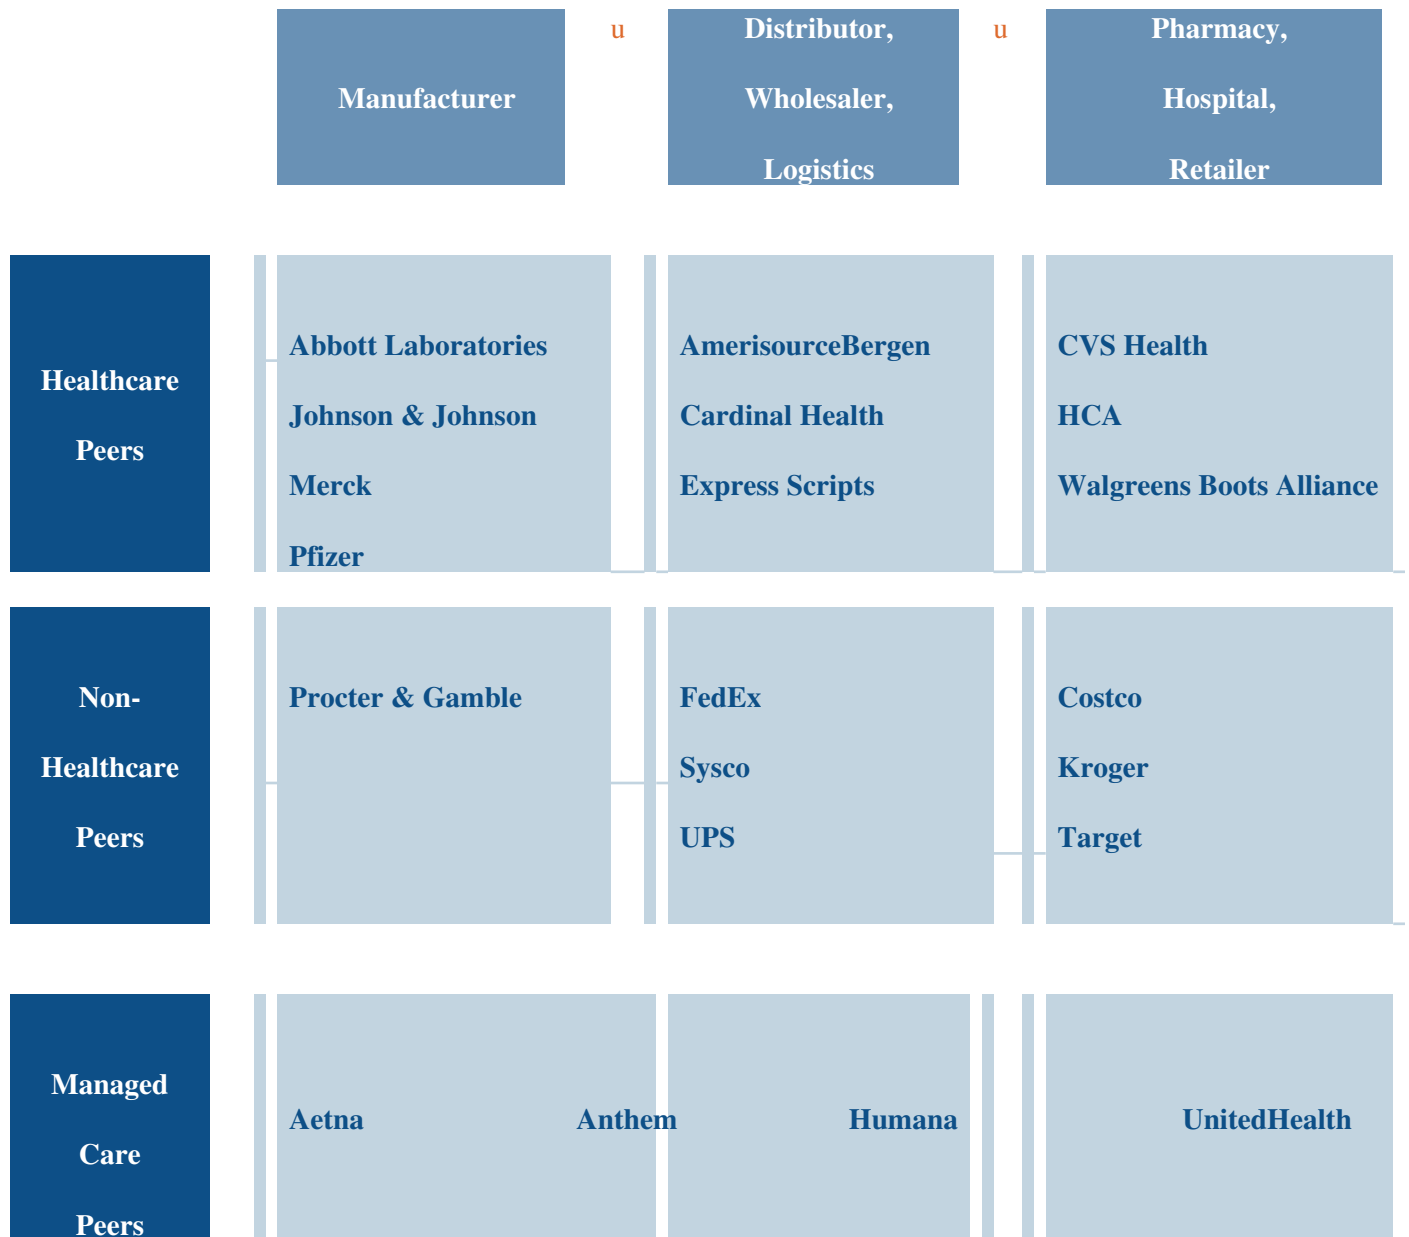 u Distributor, u Pharmacy,
Manufacturer Wholesaler, Hospital,
Logistics Retailer
Abbott Laboratories AmerisourceBergen CVS Health
Healthcare
Johnson & Johnson Cardinal Health HCA
Peers
Merck Express Scripts Walgreens Boots Alliance
Pfizer
Non- Procter & Gamble FedEx Costco
Healthcare Sysco Kroger
Peers UPS Target
Managed
Aetna Anthem Humana UnitedHealth
Care
Peers